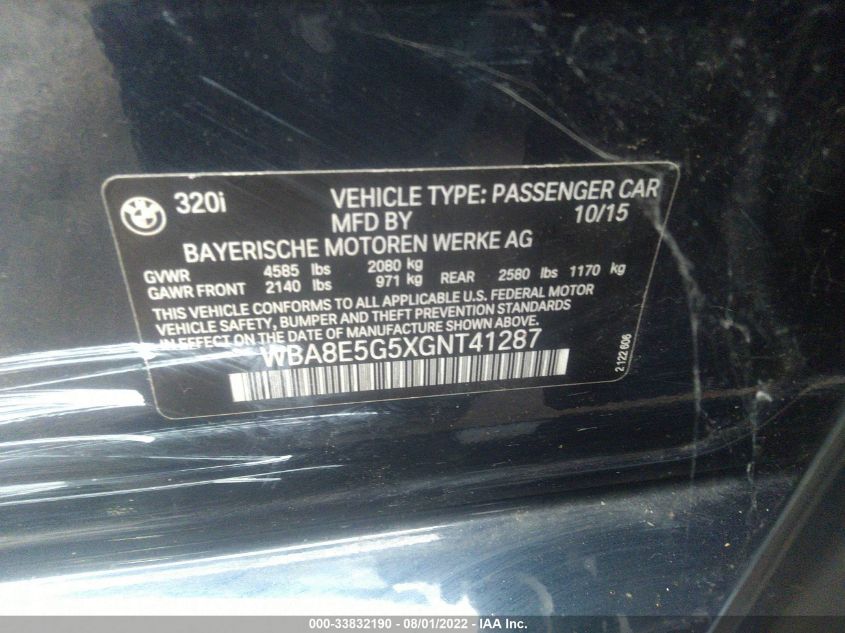 320i VEHICLE TYPE: PASSENGER CAR
MFD BY 10/15
BAYERISCHE MOTOREN WERKE AG
GVWR 4585 lbs 2080 kg
GAWR FRONT 2140 lbs 971 kg REAR 2580 lbs 1170 kg
THIS VEHICLE CONFORMS TO ALL APPLICABLE U.S. FEDERAL MOTOR
VEHICLE SAFETY, BUMPER AND THEFT PREVENTION STANDARDS
IN EFFECT ON THE DATE OF MANUFACTURE SHOWN ABOVE.
WBA8E5G5XGNT41287
2 122 606
000-33832190 - 08/01/2022 - IAA Inc.